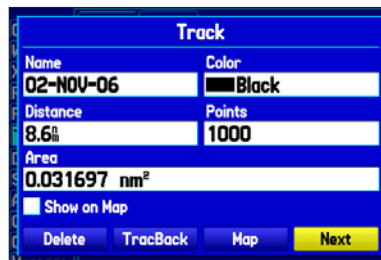 Track
Name Color
02-NOV-06 Black
Distance Points
8.6nm 1000
Area
0.031697 nm²
Show on Map
Delete TracBack Map Next